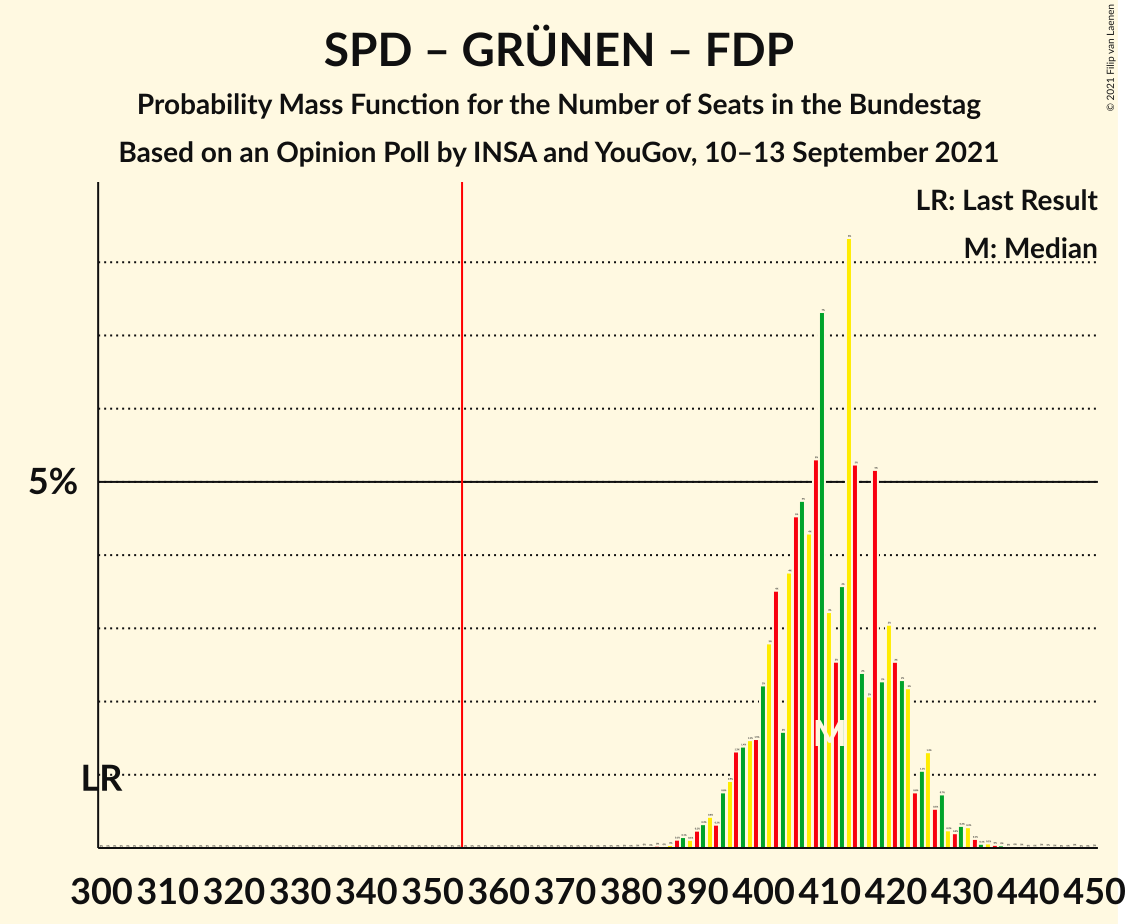 SPD – GRÜNEN – FDP
Probability Mass Function for the Number of Seats in the Bundestag
Based on an Opinion Poll by INSA and YouGov, 10–13 September 2021
© 2021 Filip van Laenen
LR: Last Result
M: Median
5%
LR
M
300 310 320 330 340 350 360 370 380 390 400 410 420 430 440 450